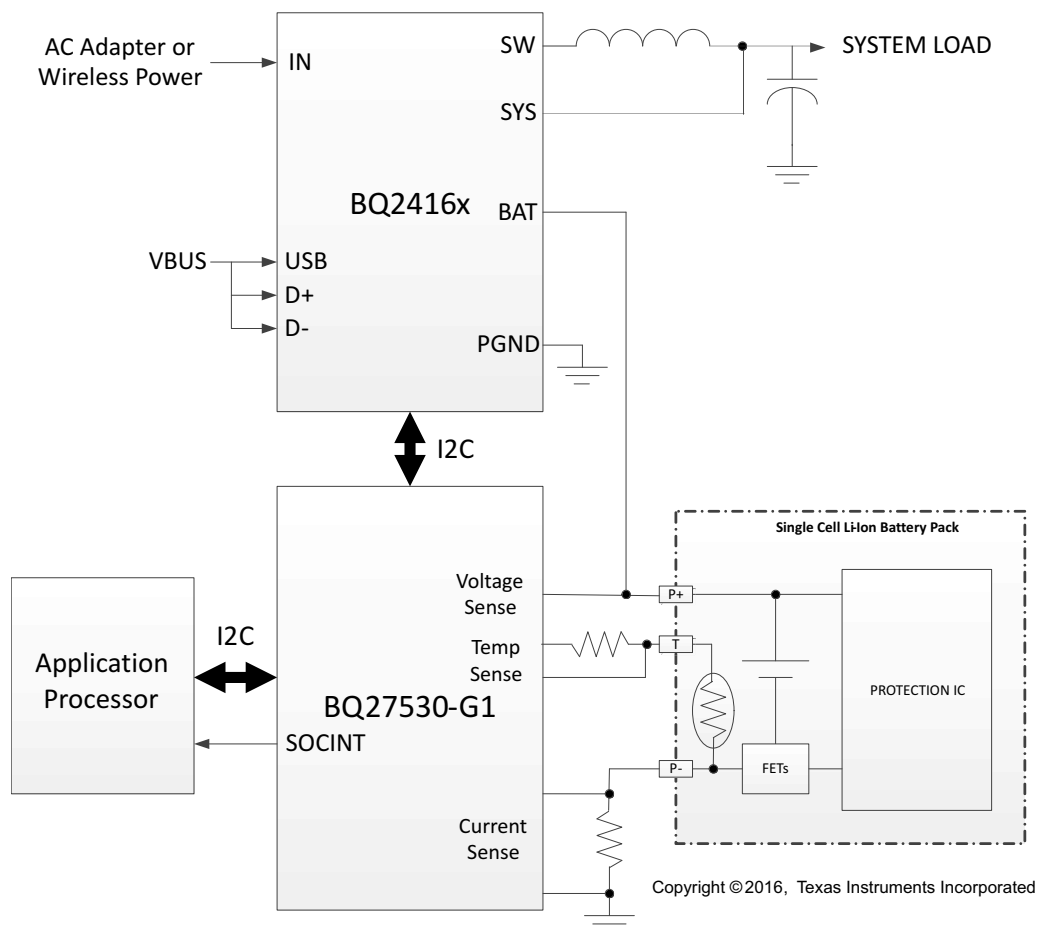 AC Adapter or
Wireless Power
IN
SW
SYSTEM LOAD
SYS
BQ2416x
BAT
VBUS
USB
D+
D-
PGND
I2C
Single Cell Li-Ion Battery Pack
Voltage
Sense
P+
Temp
Sense
T
I2C
Application
Processor
BQ27530-G1
PROTECTION IC
SOCINT
P-
FETs
Current
Sense
Copyright © 2016, Texas Instruments Incorporated